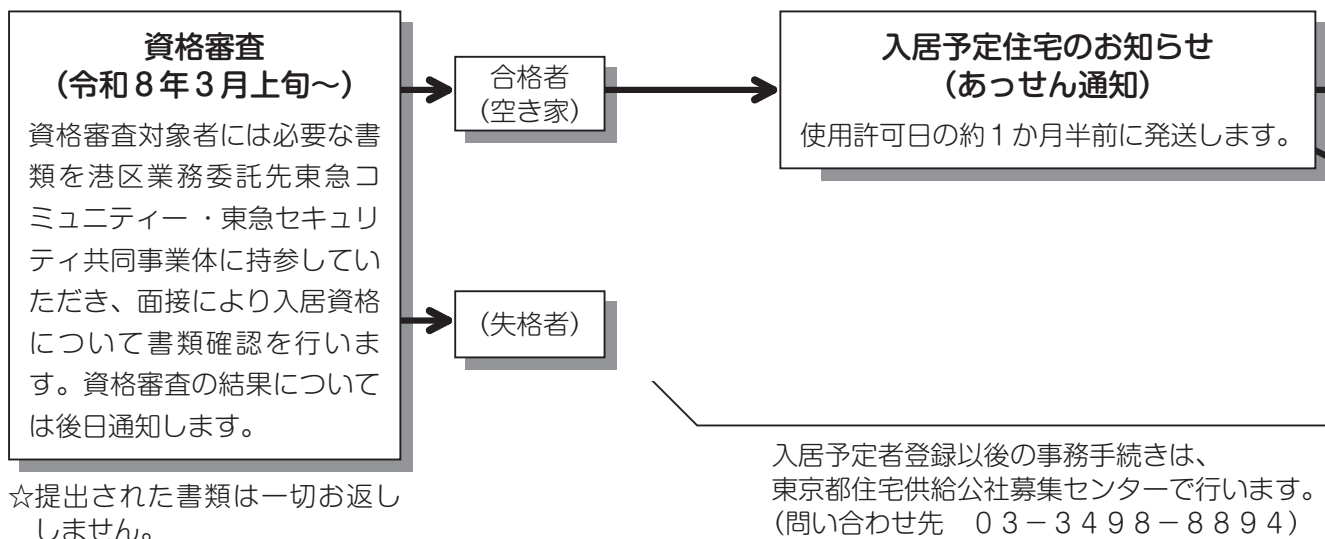 資格審査
(令和8年3月上旬~)
資格審査対象者には必要な書
類を港区業務委託先東急コ
ミュニティー・東急セキュリ
ティ共同事業体に持参してい
ただき、面接により入居資格
について書類確認を行いま
す。資格審査の結果について
は後日通知します。
☆提出された書類は一切お返し
しません。
合格者
(空き家)
(失格者)
入居予定住宅のお知らせ
(あっせん通知)
使用許可日の約1か月半前に発送します。
入居予定者登録以後の事務手続きは、
東京都住宅供給公社募集センターで行います。
(問い合わせ先 03-3498-8894)